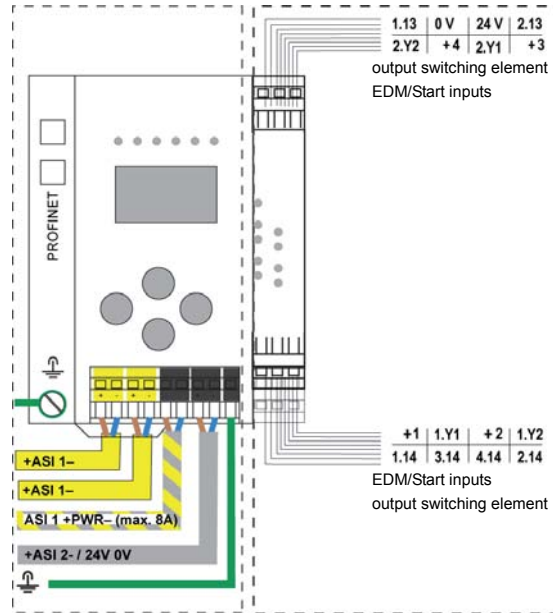 1.13 | 0 V | 24 V | 2.13
2.Y2 | +4 | 2.Y1 | +3
output switching element
EDM/Start inputs
PROFINET
+ - + -
+ASI 1–
+ASI 1–
ASI 1 +PWR– (max. 8A)
+ASI 2- / 24V 0V
+1 | 1.Y1 | +2 | 1.Y2
1.14 | 3.14 | 4.14 | 2.14
EDM/Start inputs
output switching element